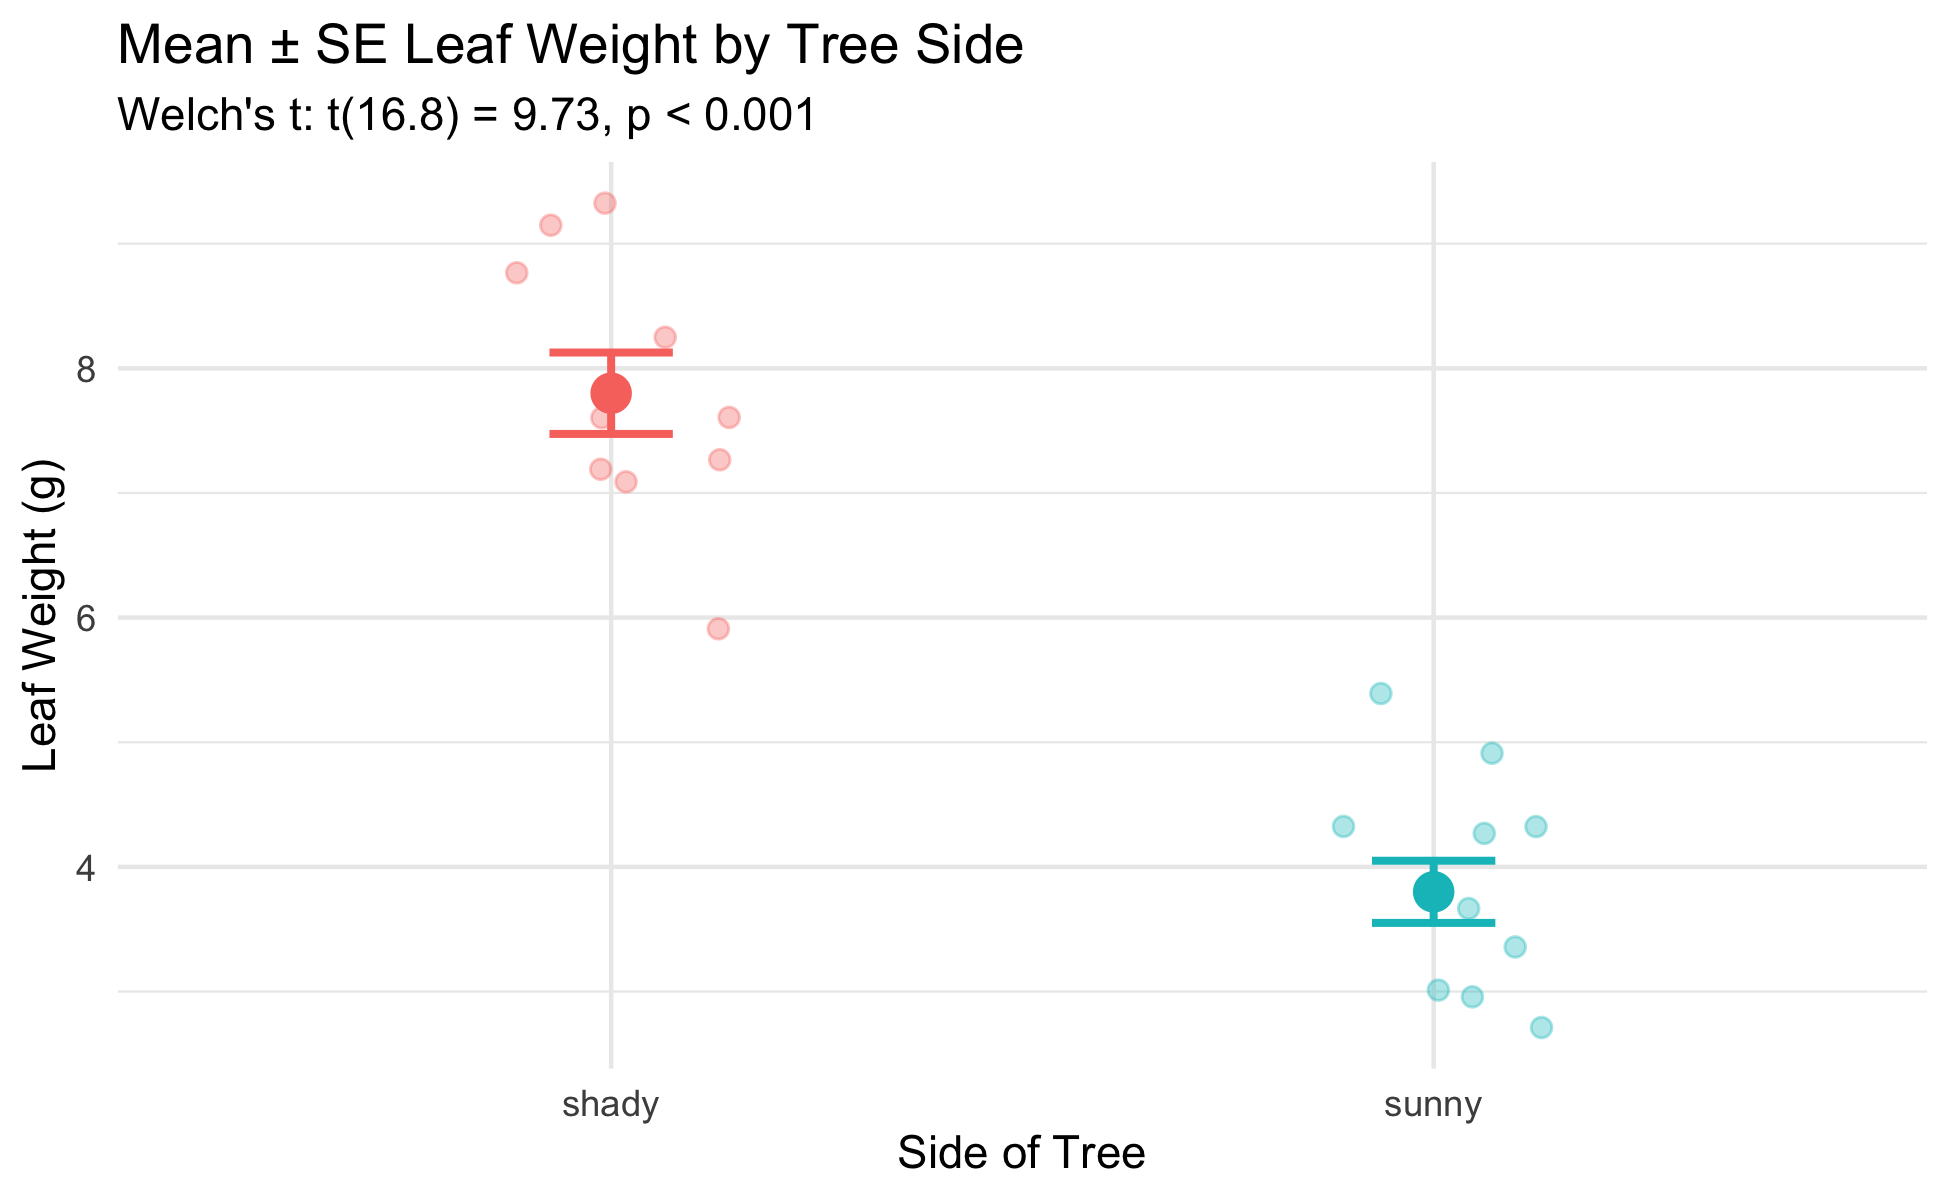 Mean ± SE Leaf Weight by Tree Side
Welch's t: t(16.8) = 9.73, p < 0.001
Leaf Weight (g)
8
6
4
shady
sunny
Side of Tree